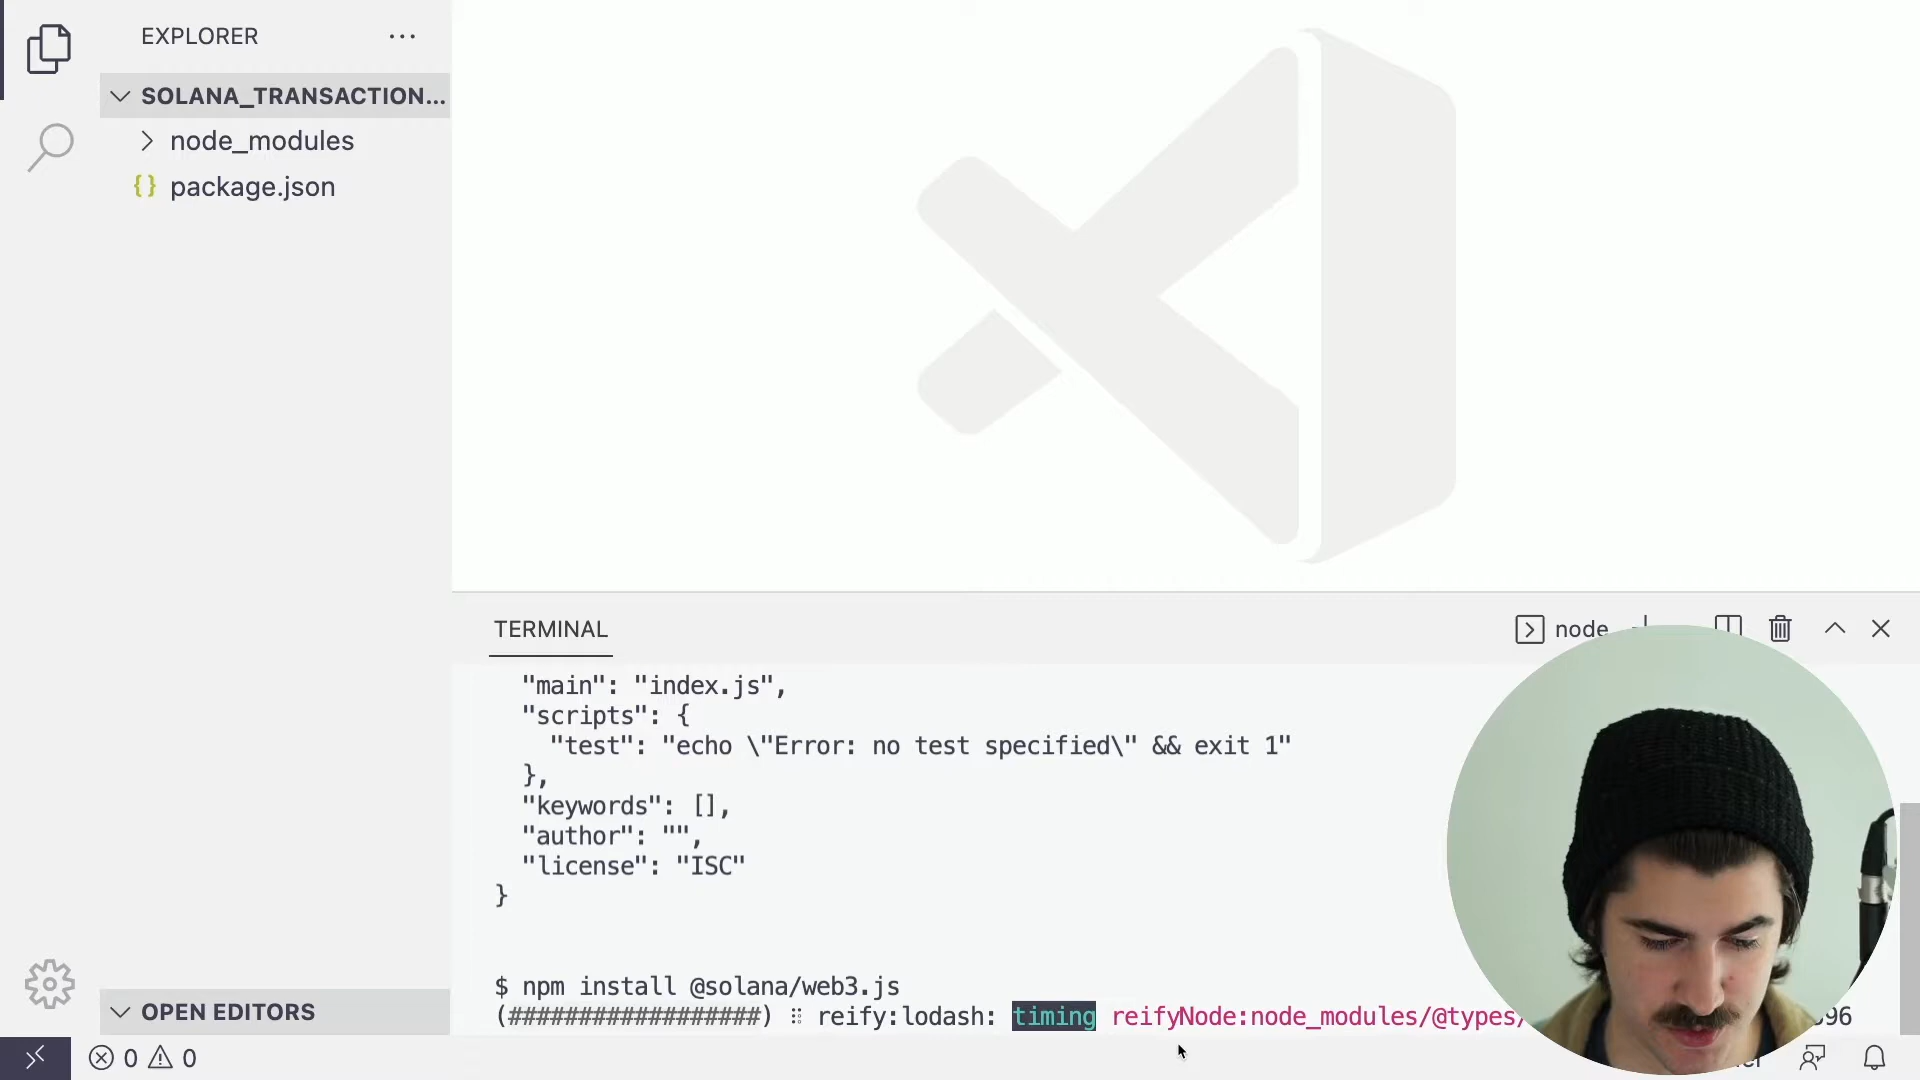 EXPLORER
SOLANA_TRANSACTION...
node_modules
package.json
TERMINAL
node
"main": "index.js",
"scripts": {
"test": "echo \"Error: no test specified\" && exit 1"
},
"keywords": [],
"author": "",
"license": "ISC"
}
$ npm install @solana/web3.js
(##################) ⠿ reify:lodash: timing reifyNode:node_modules/@types/
OPEN EDITORS
0 0